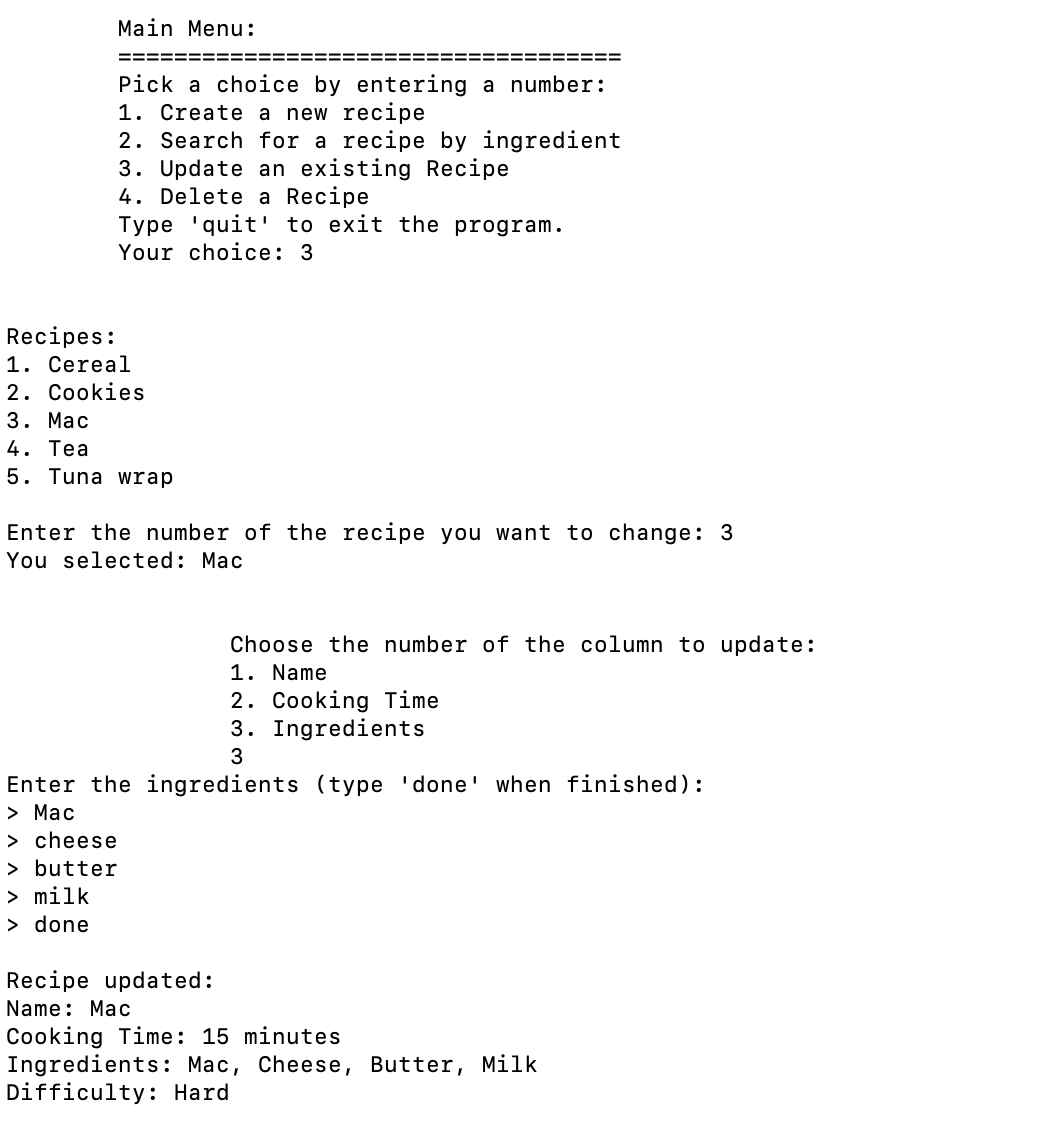 Main Menu:
====================================
Pick a choice by entering a number:
1. Create a new recipe
2. Search for a recipe by ingredient
3. Update an existing Recipe
4. Delete a Recipe
Type 'quit' to exit the program.
Your choice: 3
Recipes:
1. Cereal
2. Cookies
3. Mac
4. Tea
5. Tuna wrap
Enter the number of the recipe you want to change: 3
You selected: Mac
Choose the number of the column to update:
1. Name
2. Cooking Time
3. Ingredients
3
Enter the ingredients (type 'done' when finished):
> Mac
> cheese
> butter
> milk
> done
Recipe updated:
Name: Mac
Cooking Time: 15 minutes
Ingredients: Mac, Cheese, Butter, Milk
Difficulty: Hard